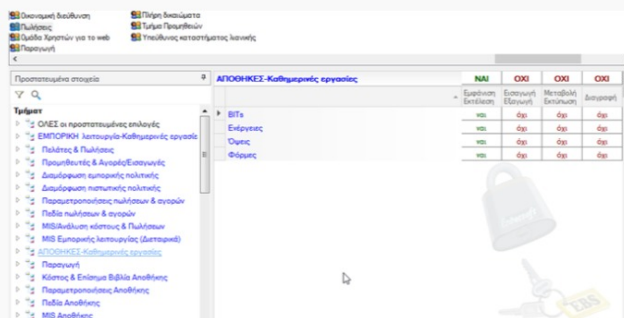 Οικονομική διεύθυνση
Πωλήσεις
Ομάδα Χρηστών για το web
Παραγωγή
Πλήρη δικαιώματα
Τμήμα Προμηθειών
Υπεύθυνος καταστήματος λιανικής
Προστατευμένα στοιχεία
Τμήματ
ΟΛΕΣ οι προστατευμένες επιλογές
ΕΜΠΟΡΙΚΗ λειτουργία-Καθημερινές εργασίε
Πελάτες & Πωλήσεις
Προμηθευτές & Αγορές/Εισαγωγές
Διαμόρφωση εμπορικής πολιτικής
Διαμόρφωση πιστωτικής πολιτικής
Παραμετροποιήσεις πωλήσεων & αγορών
Πεδία πωλήσεων & αγορών
MIS/Ανάλυση κόστους & Πωλήσεων
MIS Εμπορικής λειτουργίας (Διεταιρικά)
ΑΠΟΘΗΚΕΣ-Καθημερινές εργασίες
Παραγωγή
Κόστος & Επίσημα Βιβλία Αποθήκης
Παραμετροποιήσεις Αποθήκης
Πεδία Αποθήκης
MIS Αποθήκης
ΑΠΟΘΗΚΕΣ-Καθημερινές εργασίες ΝΑΙ ΟΧΙ ΟΧΙ ΟΧΙ
Εμφάνιση Εκτέλεση Εισαγωγή Εξαγωγή Μεταβολή Εκτύπωση Διαγραφή
BITs ναι όχι όχι όχι
Ενέργειες ναι όχι όχι όχι
Όψεις ναι όχι όχι όχι
Φόρμες ναι όχι όχι όχι
EBS